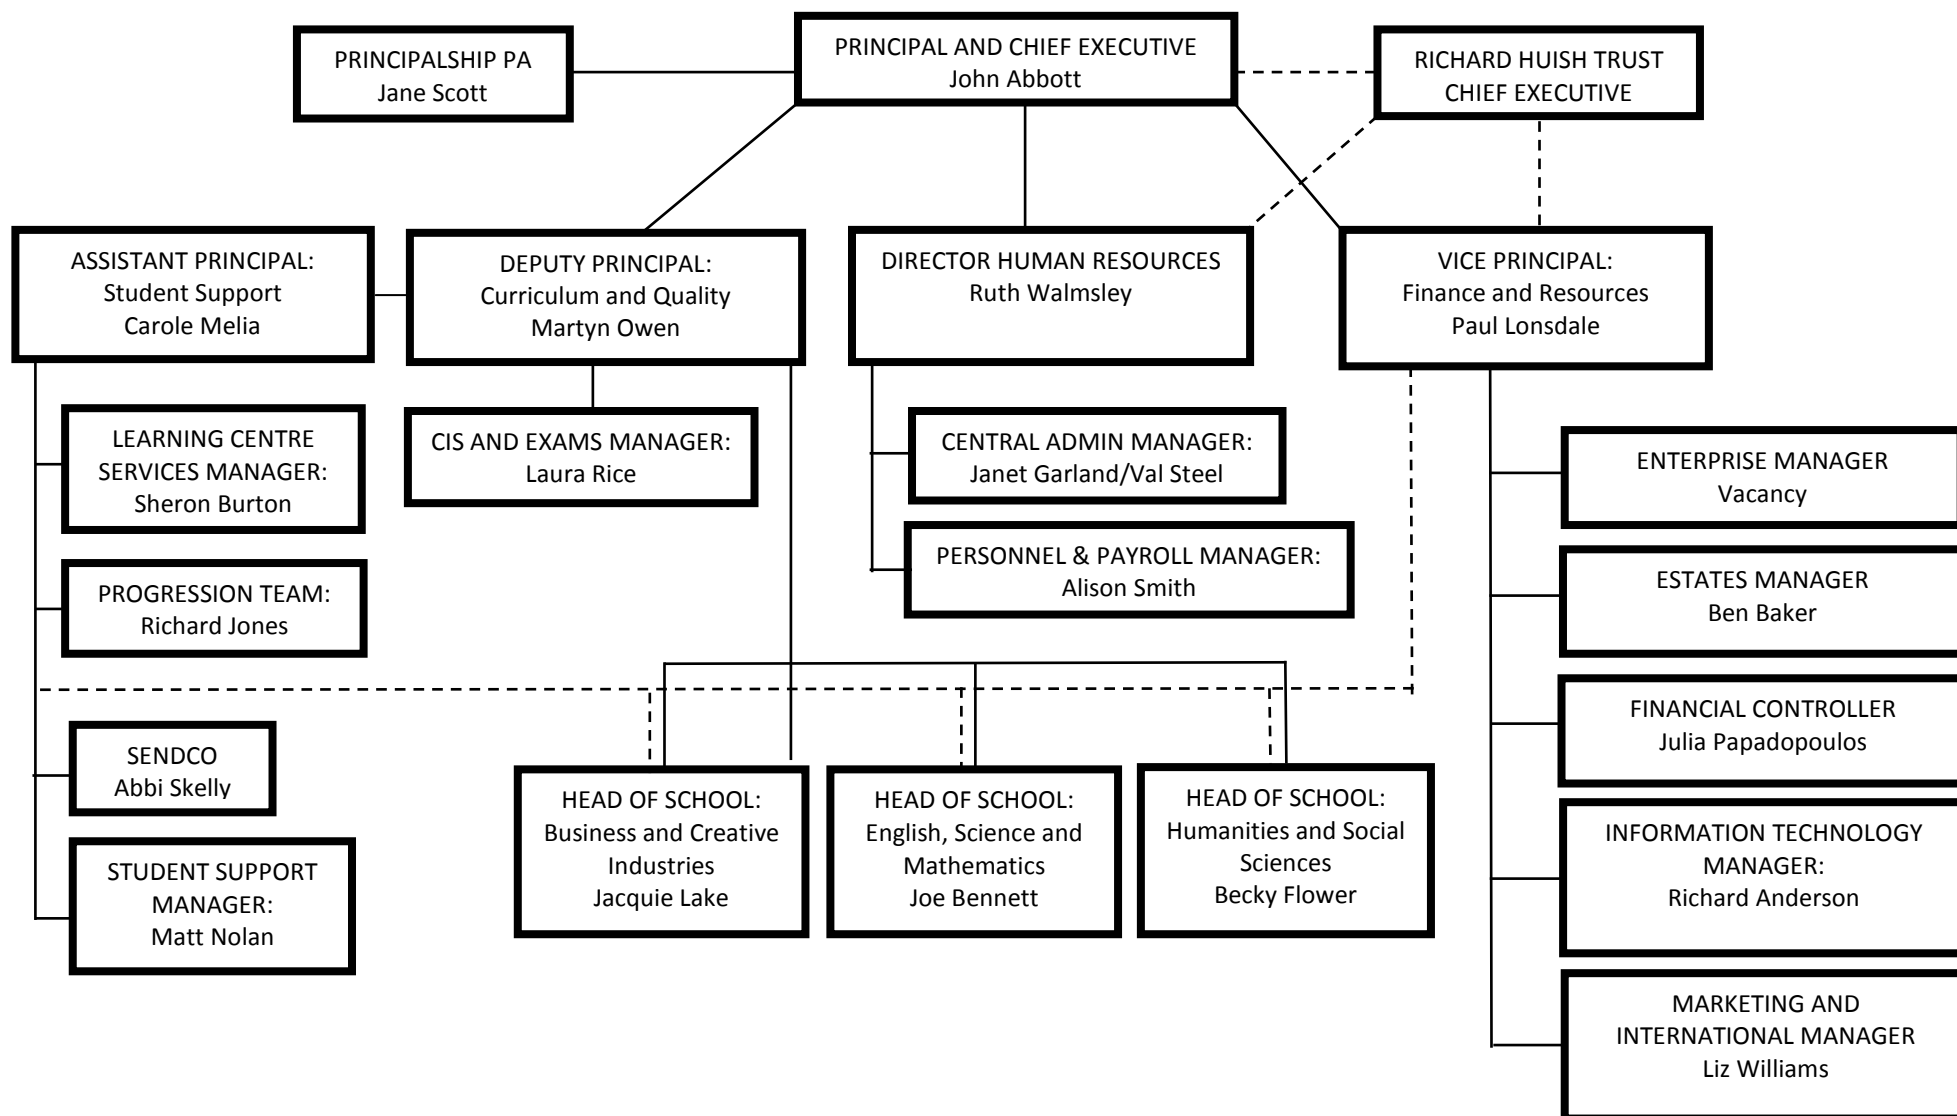 PRINCIPALSHIP PA
Jane Scott
PRINCIPAL AND CHIEF EXECUTIVE
John Abbott
RICHARD HUISH TRUST
CHIEF EXECUTIVE
ASSISTANT PRINCIPAL:
Student Support
Carole Melia
DEPUTY PRINCIPAL:
Curriculum and Quality
Martyn Owen
DIRECTOR HUMAN RESOURCES
Ruth Walmsley
VICE PRINCIPAL:
Finance and Resources
Paul Lonsdale
LEARNING CENTRE
SERVICES MANAGER:
Sheron Burton
CIS AND EXAMS MANAGER:
Laura Rice
CENTRAL ADMIN MANAGER:
Janet Garland/Val Steel
ENTERPRISE MANAGER
Vacancy
PROGRESSION TEAM:
Richard Jones
PERSONNEL & PAYROLL MANAGER:
Alison Smith
ESTATES MANAGER
Ben Baker
FINANCIAL CONTROLLER
Julia Papadopoulos
SENDCO
Abbi Skelly
HEAD OF SCHOOL:
Business and Creative
Industries
Jacquie Lake
HEAD OF SCHOOL:
English, Science and
Mathematics
Joe Bennett
HEAD OF SCHOOL:
Humanities and Social
Sciences
Becky Flower
INFORMATION TECHNOLOGY
MANAGER:
Richard Anderson
STUDENT SUPPORT
MANAGER:
Matt Nolan
MARKETING AND
INTERNATIONAL MANAGER
Liz Williams